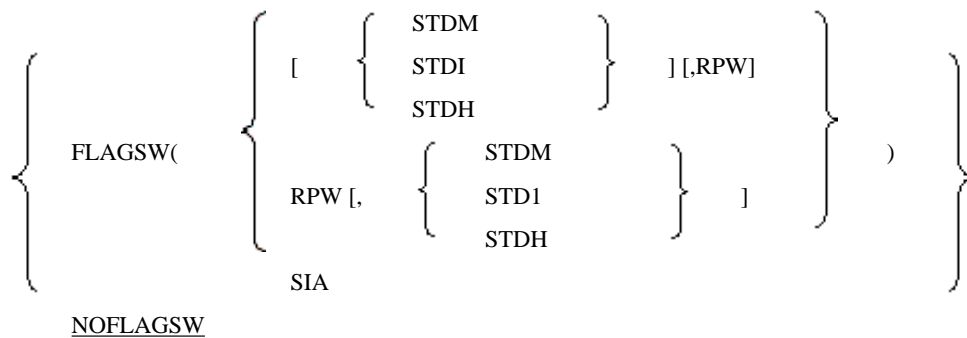 STDM
[ STDI ] [,RPW]
STDH
FLAGSW( STDM )
RPW [, STD1 ]
STDH
SIA
NOFLAGSW